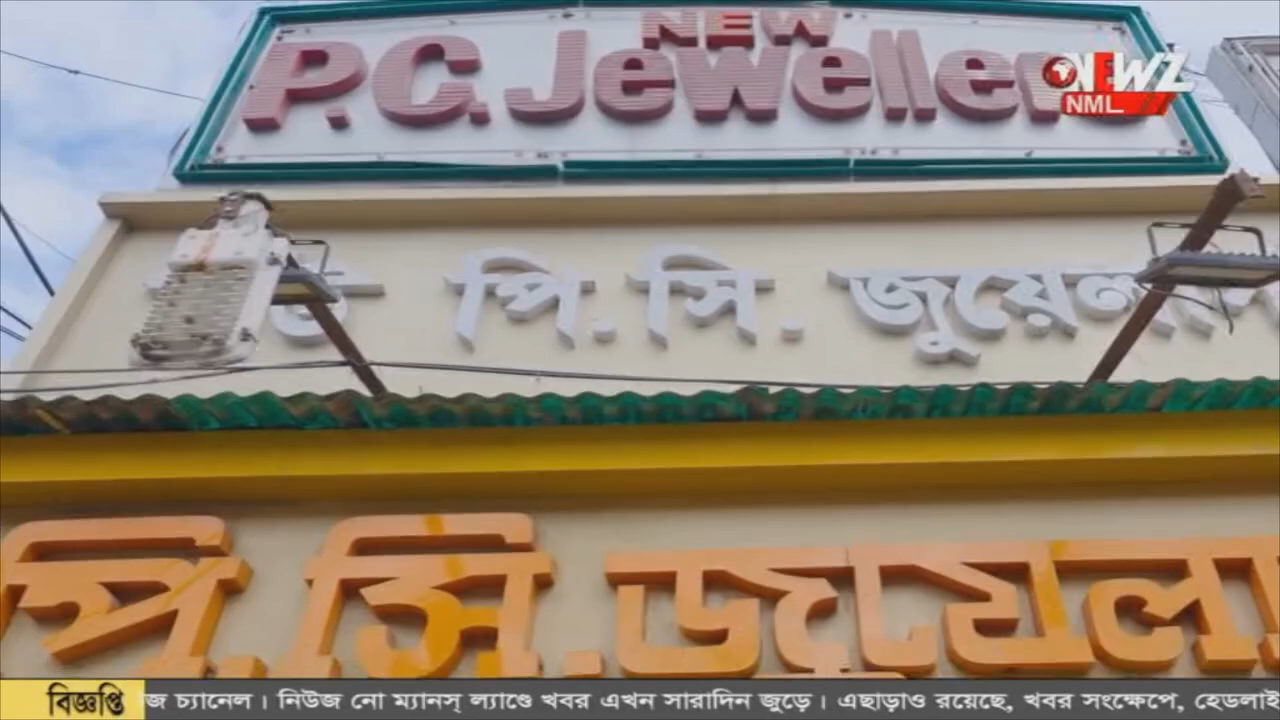 NEW
P.C. Jewellers
NEWZ
NML
পি. সি. জুয়েলার্স
পি. সি. জুয়েলা
বিজ্ঞপ্তি
জ চ্যানেল । নিউজ নো ম্যানস্ ল্যাণ্ডে খবর এখন সারাদিন জুড়ে । এছাড়াও রয়েছে, খবর সংক্ষেপে, হেডলাই